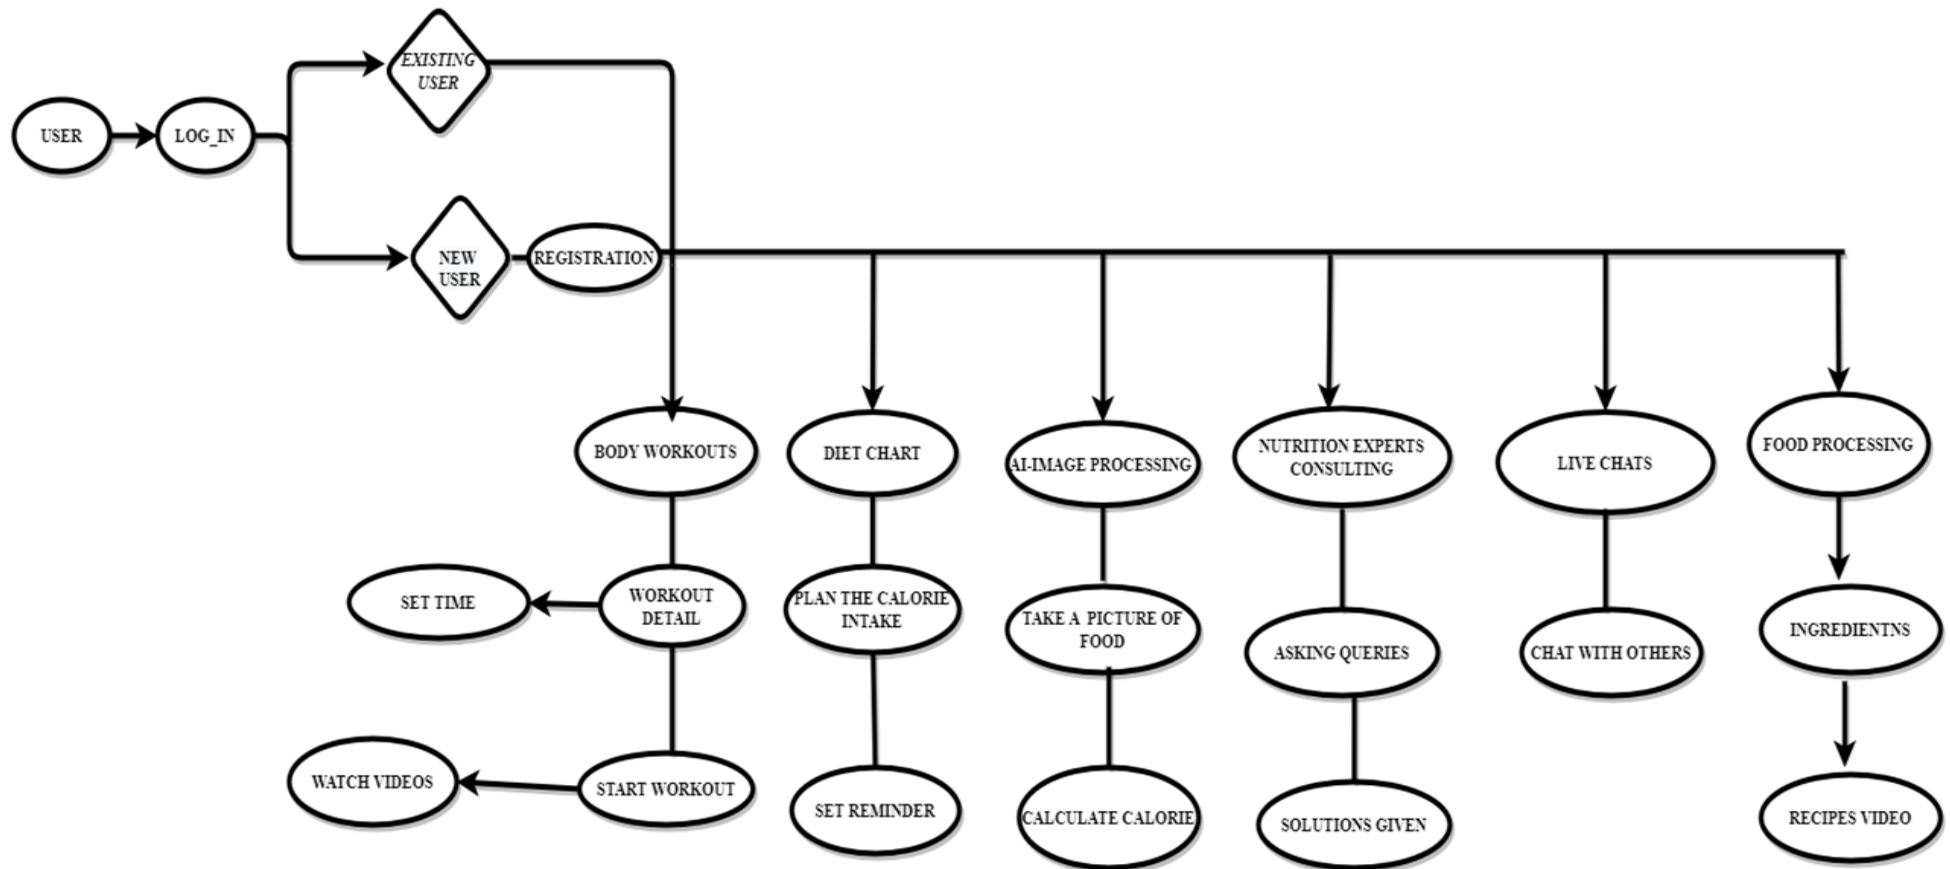 EXISTING
USER
USER
LOG_IN
NEW
USER
REGISTRATION
BODY WORKOUTS
DIET CHART
AI-IMAGE PROCESSING
NUTRITION EXPERTS
CONSULTING
LIVE CHATS
FOOD PROCESSING
SET TIME
WORKOUT
DETAIL
PLAN THE CALORIE
INTAKE
TAKE A PICTURE OF
FOOD
ASKING QUERIES
CHAT WITH OTHERS
INGREDIENTNS
WATCH VIDEOS
START WORKOUT
SET REMINDER
CALCULATE CALORIE
SOLUTIONS GIVEN
RECIPES VIDEO